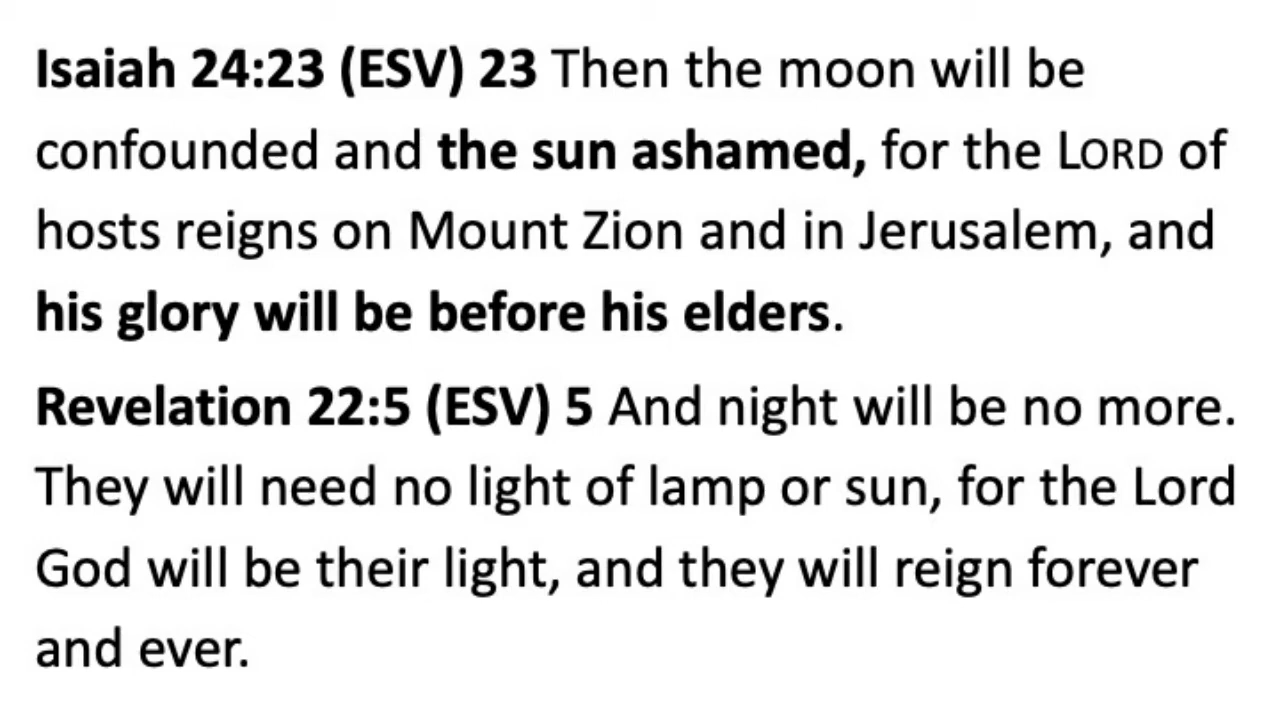 Isaiah 24:23 (ESV) 23 Then the moon will be
confounded and the sun ashamed, for the LORD of
hosts reigns on Mount Zion and in Jerusalem, and
his glory will be before his elders.
Revelation 22:5 (ESV) 5 And night will be no more.
They will need no light of lamp or sun, for the Lord
God will be their light, and they will reign forever
and ever.